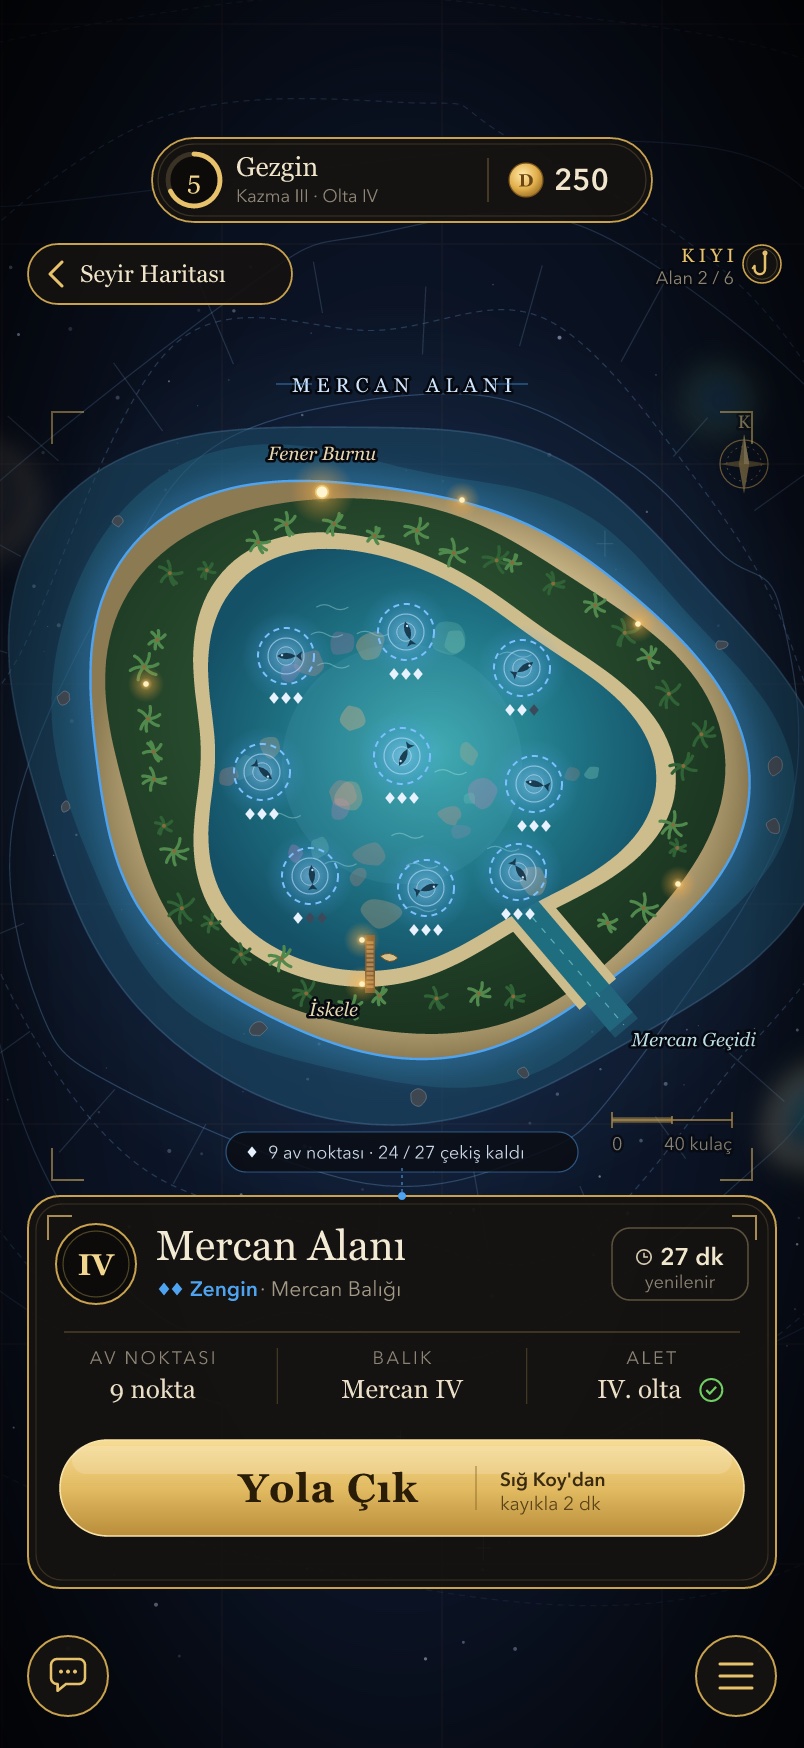 5
Gezgin
Kazma III · Olta IV
D
250
Seyir Haritası
KIYI
Alan 2 / 6
MERCAN ALANI
K
Fener Burnu
İskele
Mercan Geçidi
9 av noktası · 24 / 27 çekiş kaldı
0 40 kulaç
IV
Mercan Alanı
Zengin · Mercan Balığı
27 dk
yenilenir
AV NOKTASI
9 nokta
BALIK
Mercan IV
ALET
IV. olta
Yola Çık
Sığ Koy'dan
kayıkla 2 dk